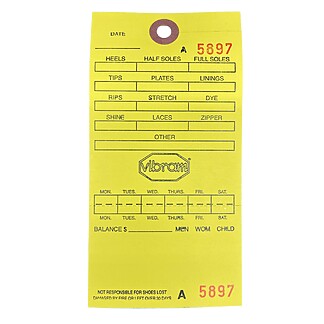 DATE
A 5897
HEELS HALF SOLES FULL SOLES
TIPS PLATES LININGS
RIPS STRETCH DYE
SHINE LACES ZIPPER
OTHER
vibram
MON. TUES. WED. THURS. FRI. SAT.
MON. TUES. WED. THURS. FRI. SAT.
BALANCE $ MEN WOM. CHILD
NOT RESPONSIBLE FOR SHOES LOST
DAMAGED BY FIRE OR LEFT OVER 30 DAYS A 5897